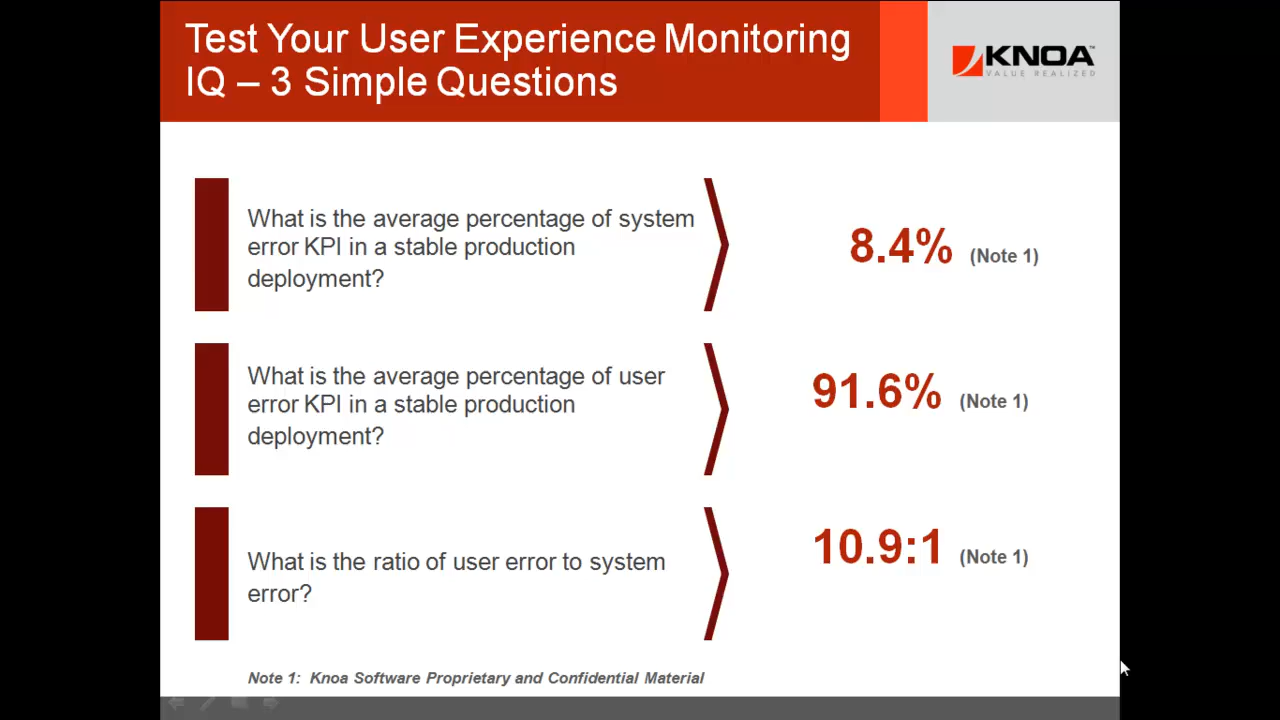 Test Your User Experience Monitoring
IQ – 3 Simple Questions
KNOA™
VALUE REALIZED
What is the average percentage of system
error KPI in a stable production
deployment?
8.4% (Note 1)
What is the average percentage of user
error KPI in a stable production
deployment?
91.6% (Note 1)
What is the ratio of user error to system
error?
10.9:1 (Note 1)
Note 1: Knoa Software Proprietary and Confidential Material